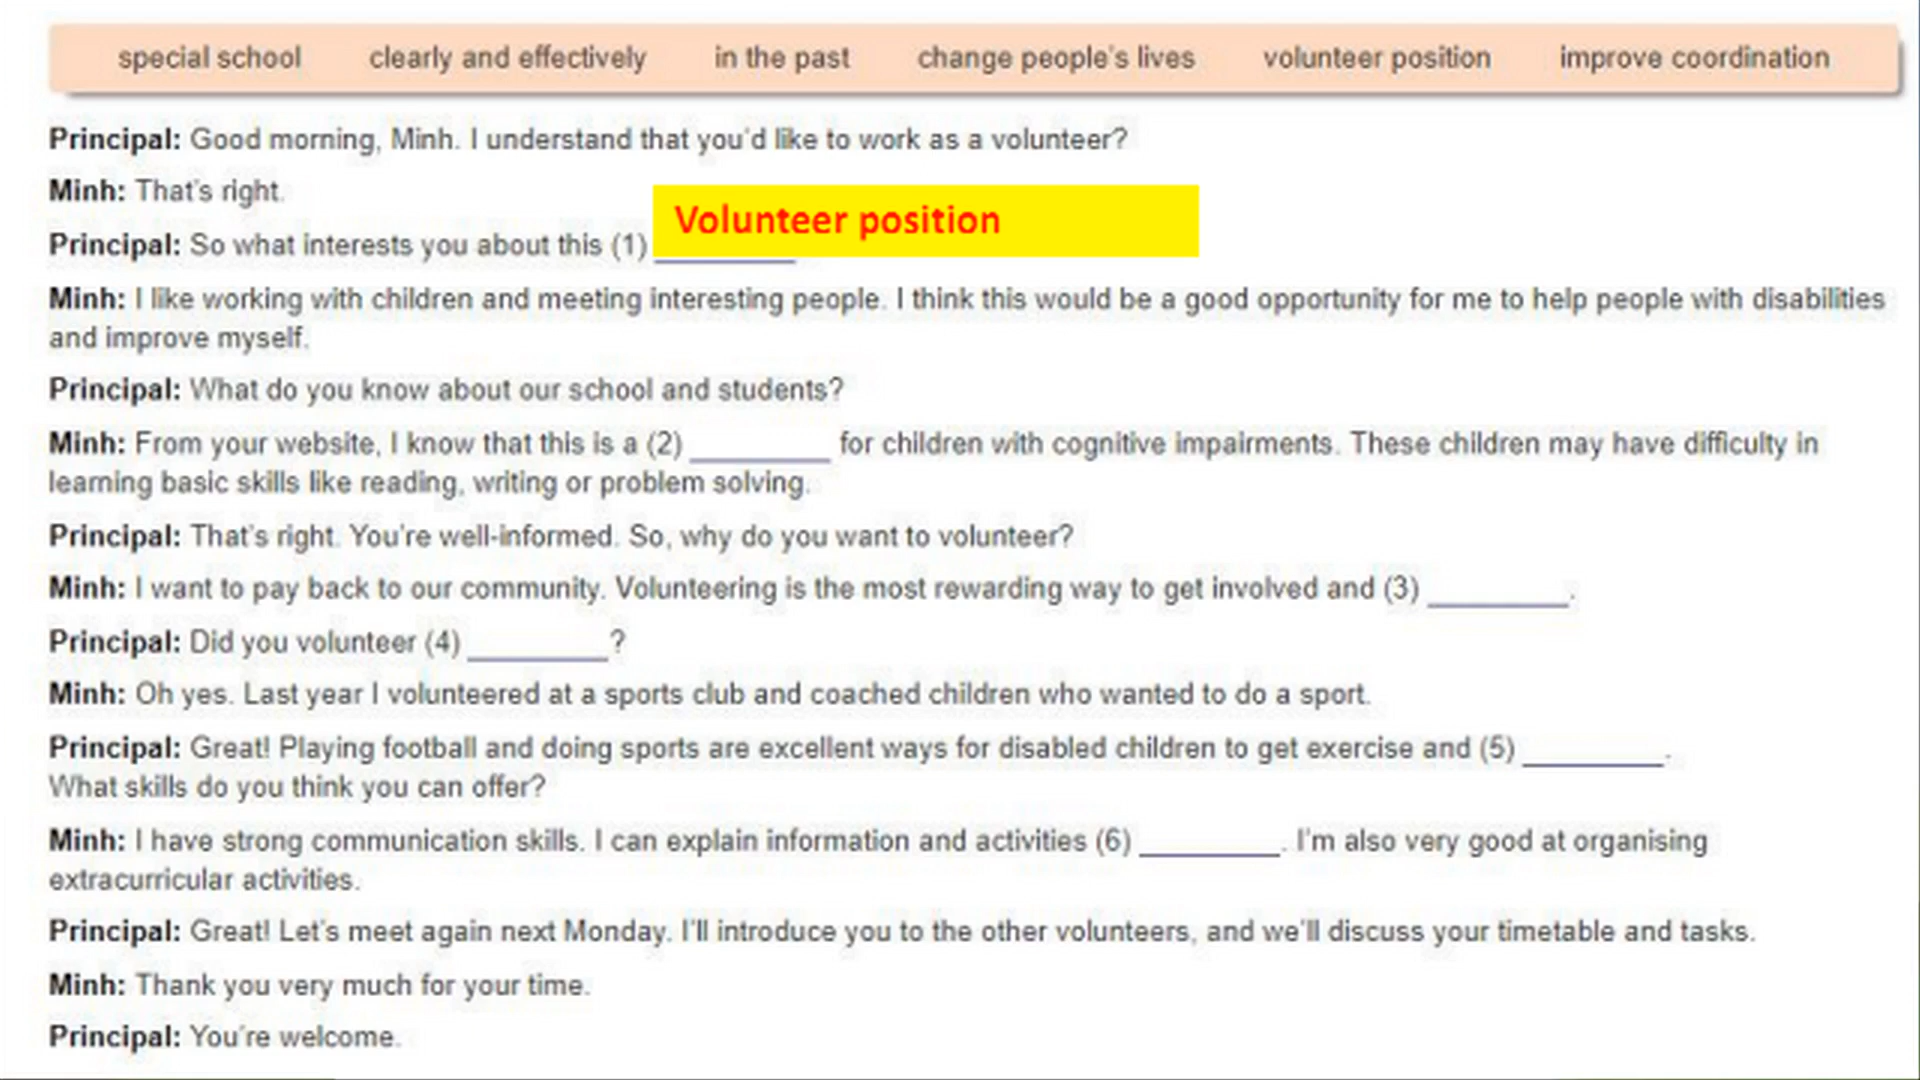 special school clearly and effectively in the past change people's lives volunteer position improve coordination
Principal: Good morning, Minh. I understand that you'd like to work as a volunteer?
Minh: That's right.
Volunteer position
Principal: So what interests you about this (1) __________
Minh: I like working with children and meeting interesting people. I think this would be a good opportunity for me to help people with disabilities
and improve myself.
Principal: What do you know about our school and students?
Minh: From your website, I know that this is a (2) __________ for children with cognitive impairments. These children may have difficulty in
learning basic skills like reading, writing or problem solving.
Principal: That's right. You're well-informed. So, why do you want to volunteer?
Minh: I want to pay back to our community. Volunteering is the most rewarding way to get involved and (3) __________.
Principal: Did you volunteer (4) __________?
Minh: Oh yes. Last year I volunteered at a sports club and coached children who wanted to do a sport.
Principal: Great! Playing football and doing sports are excellent ways for disabled children to get exercise and (5) __________.
What skills do you think you can offer?
Minh: I have strong communication skills. I can explain information and activities (6) __________. I'm also very good at organising
extracurricular activities.
Principal: Great! Let's meet again next Monday. I'll introduce you to the other volunteers, and we'll discuss your timetable and tasks.
Minh: Thank you very much for your time.
Principal: You're welcome.